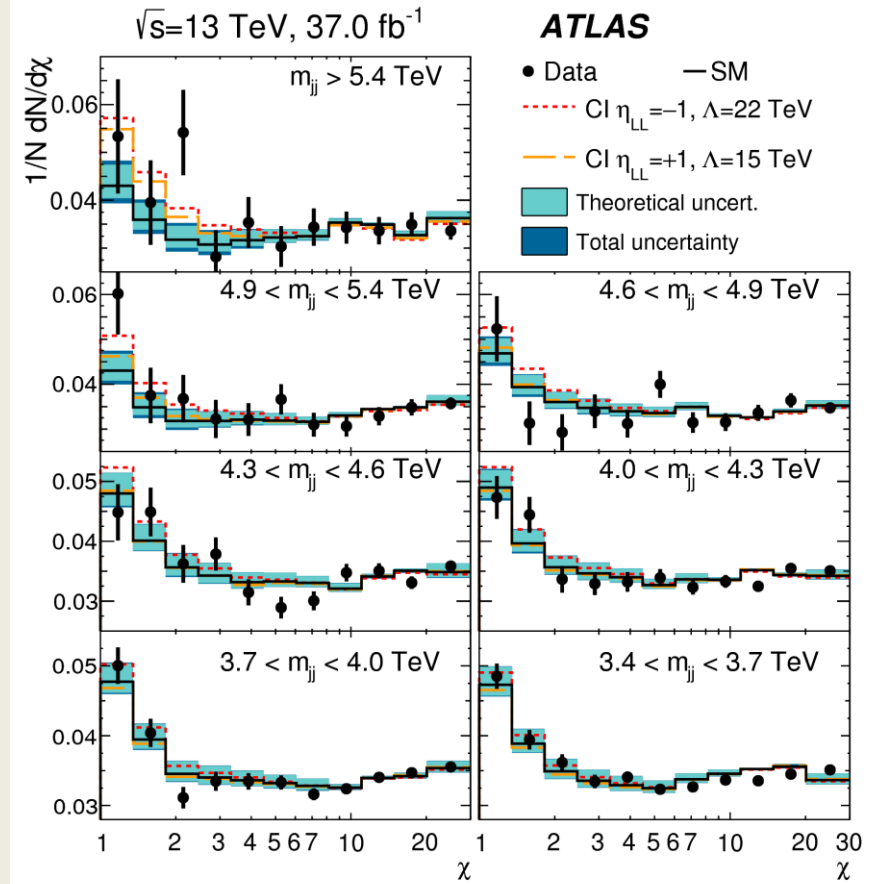 √s=13 TeV, 37.0 fb⁻¹
ATLAS
Data
SM
CI η_LL=−1, Λ=22 TeV
CI η_LL=+1, Λ=15 TeV
Theoretical uncert.
Total uncertainty
1/N dN/dχ
m_jj > 5.4 TeV
0.06
0.04
4.9 < m_jj < 5.4 TeV
0.06
0.04
4.6 < m_jj < 4.9 TeV
4.3 < m_jj < 4.6 TeV
0.05
0.04
0.03
4.0 < m_jj < 4.3 TeV
3.7 < m_jj < 4.0 TeV
0.05
0.04
0.03
3.4 < m_jj < 3.7 TeV
1 2 3 4 5 6 7 10 20
1 2 3 4 5 6 7 10 20 30
χ
χ